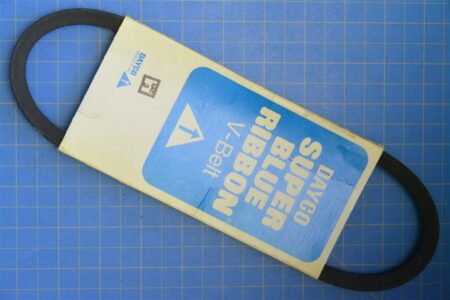 DAYCO
DAYCO
SUPER
BLUE
RIBBON
V-Belt